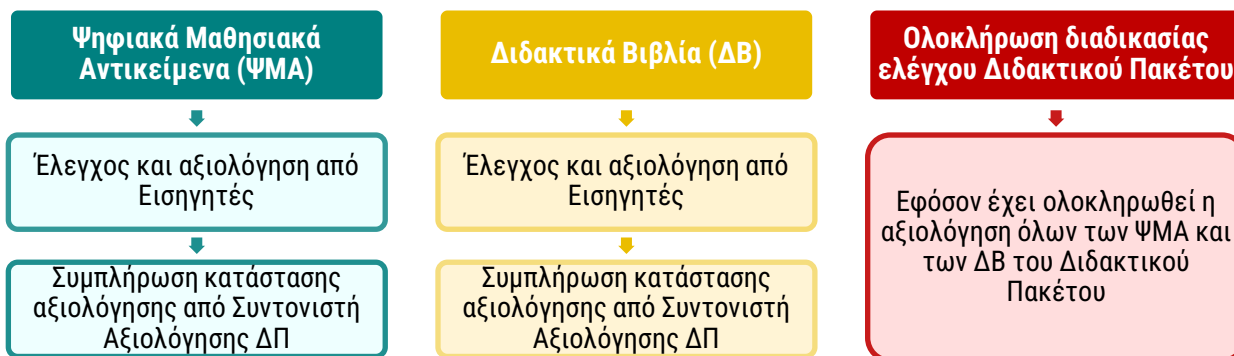 Ψηφιακά Μαθησιακά
Αντικείμενα (ΨΜΑ)
Έλεγχος και αξιολόγηση από
Εισηγητές
Συμπλήρωση κατάστασης
αξιολόγησης από Συντονιστή
Αξιολόγησης ΔΠ
Διδακτικά Βιβλία (ΔΒ)
Έλεγχος και αξιολόγηση από
Εισηγητές
Συμπλήρωση κατάστασης
αξιολόγησης από Συντονιστή
Αξιολόγησης ΔΠ
Ολοκλήρωση διαδικασίας
ελέγχου Διδακτικού Πακέτου
Εφόσον έχει ολοκληρωθεί η
αξιολόγηση όλων των ΨΜΑ και
των ΔΒ του Διδακτικού
Πακέτου